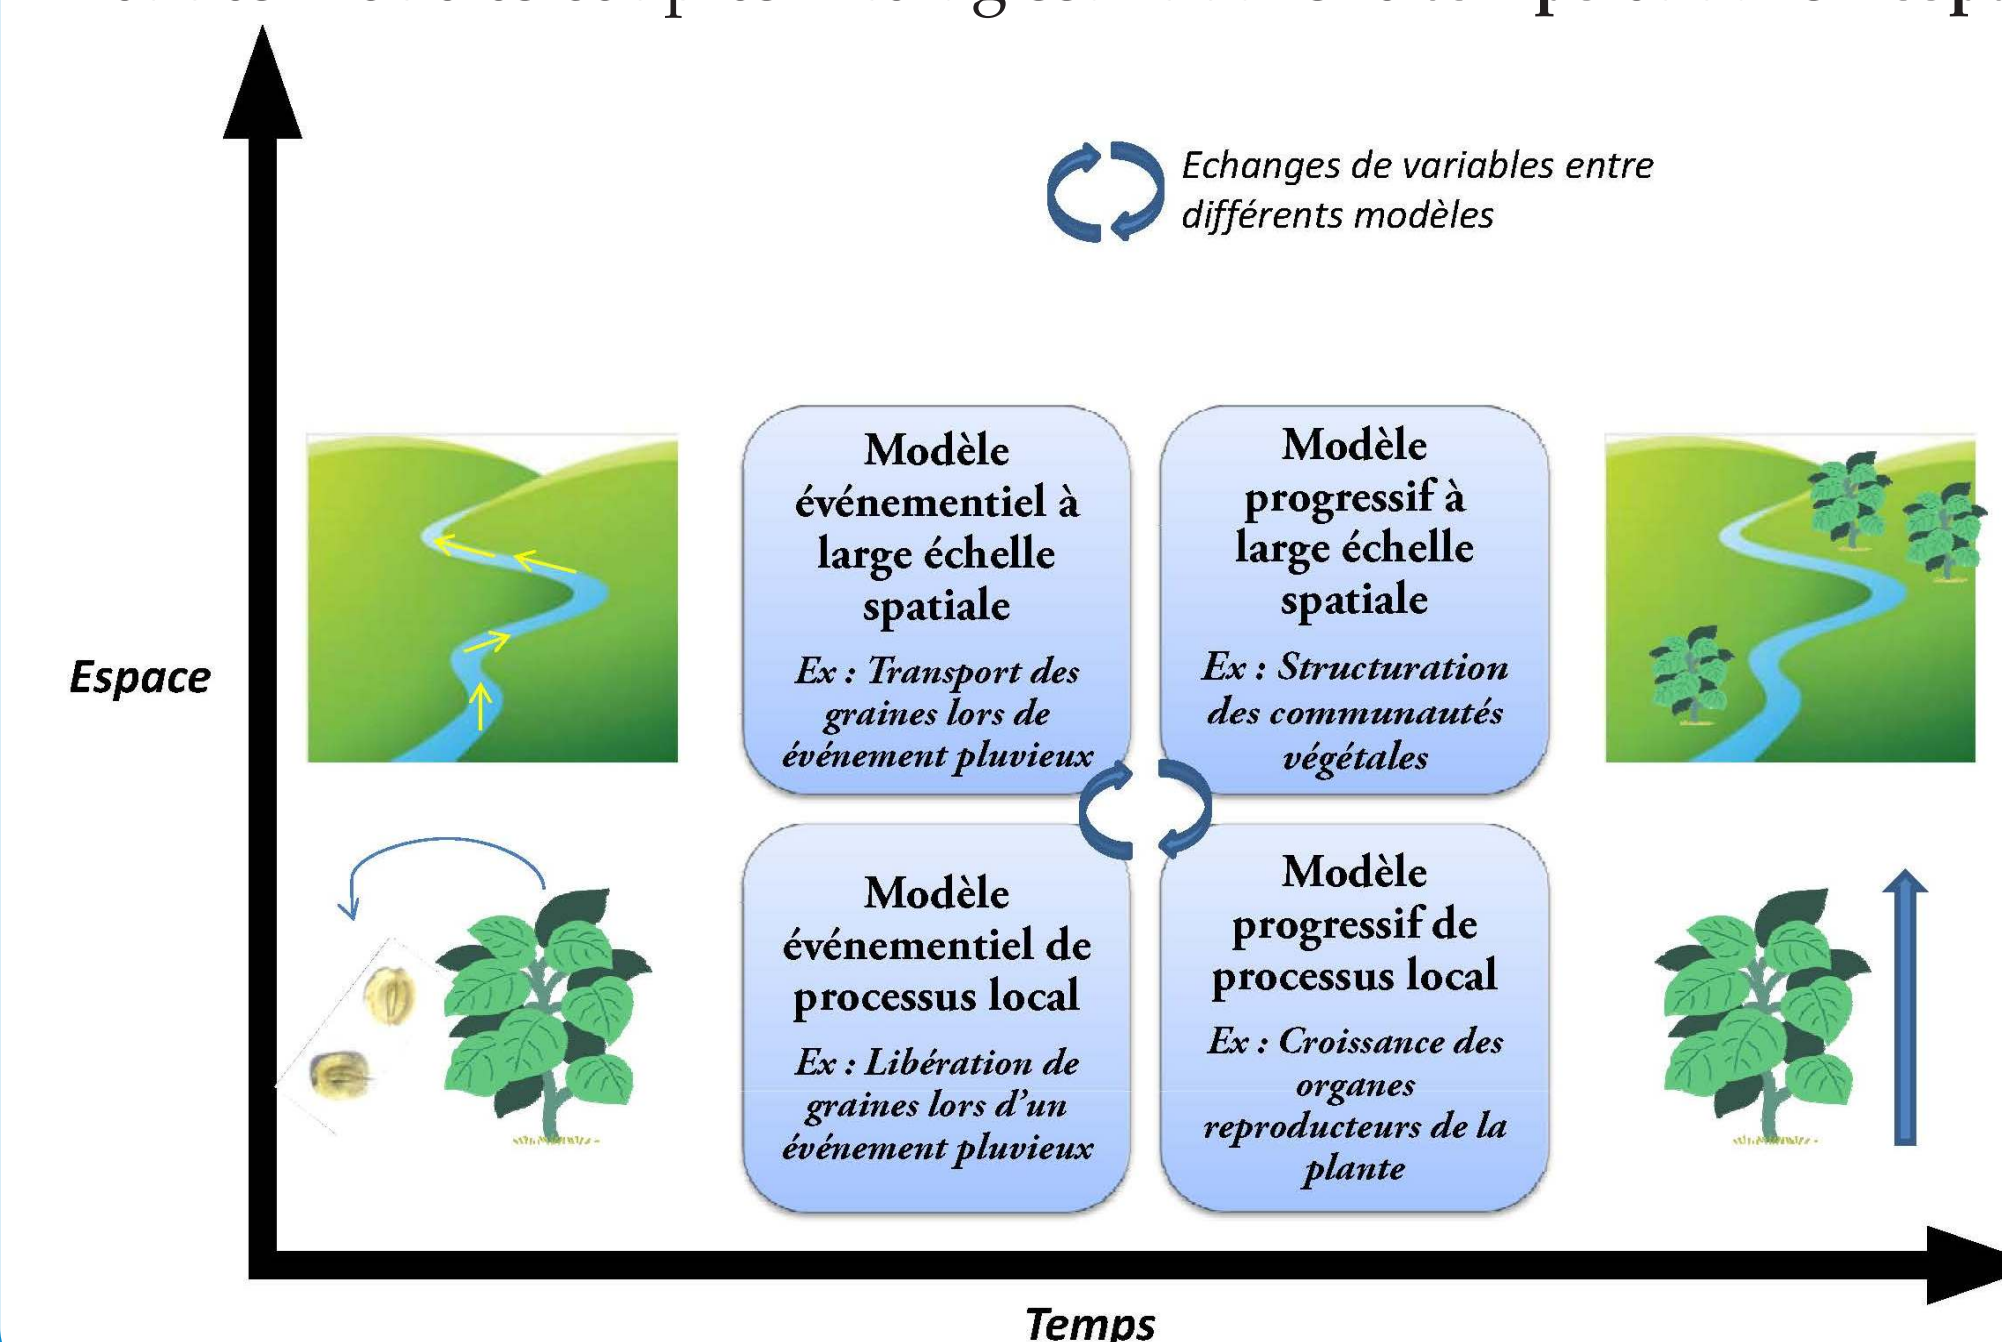 Echanges de variables entre
différents modèles
Modèle
événementiel à
large échelle
spatiale
Ex : Transport des
graines lors de
événement pluvieux
Modèle
progressif à
large échelle
spatiale
Ex : Structuration
des communautés
végétales
Espace
Modèle
événementiel de
processus local
Ex : Libération de
graines lors d’un
événement pluvieux
Modèle
progressif de
processus local
Ex : Croissance des
organes
reproducteurs de la
plante
Temps